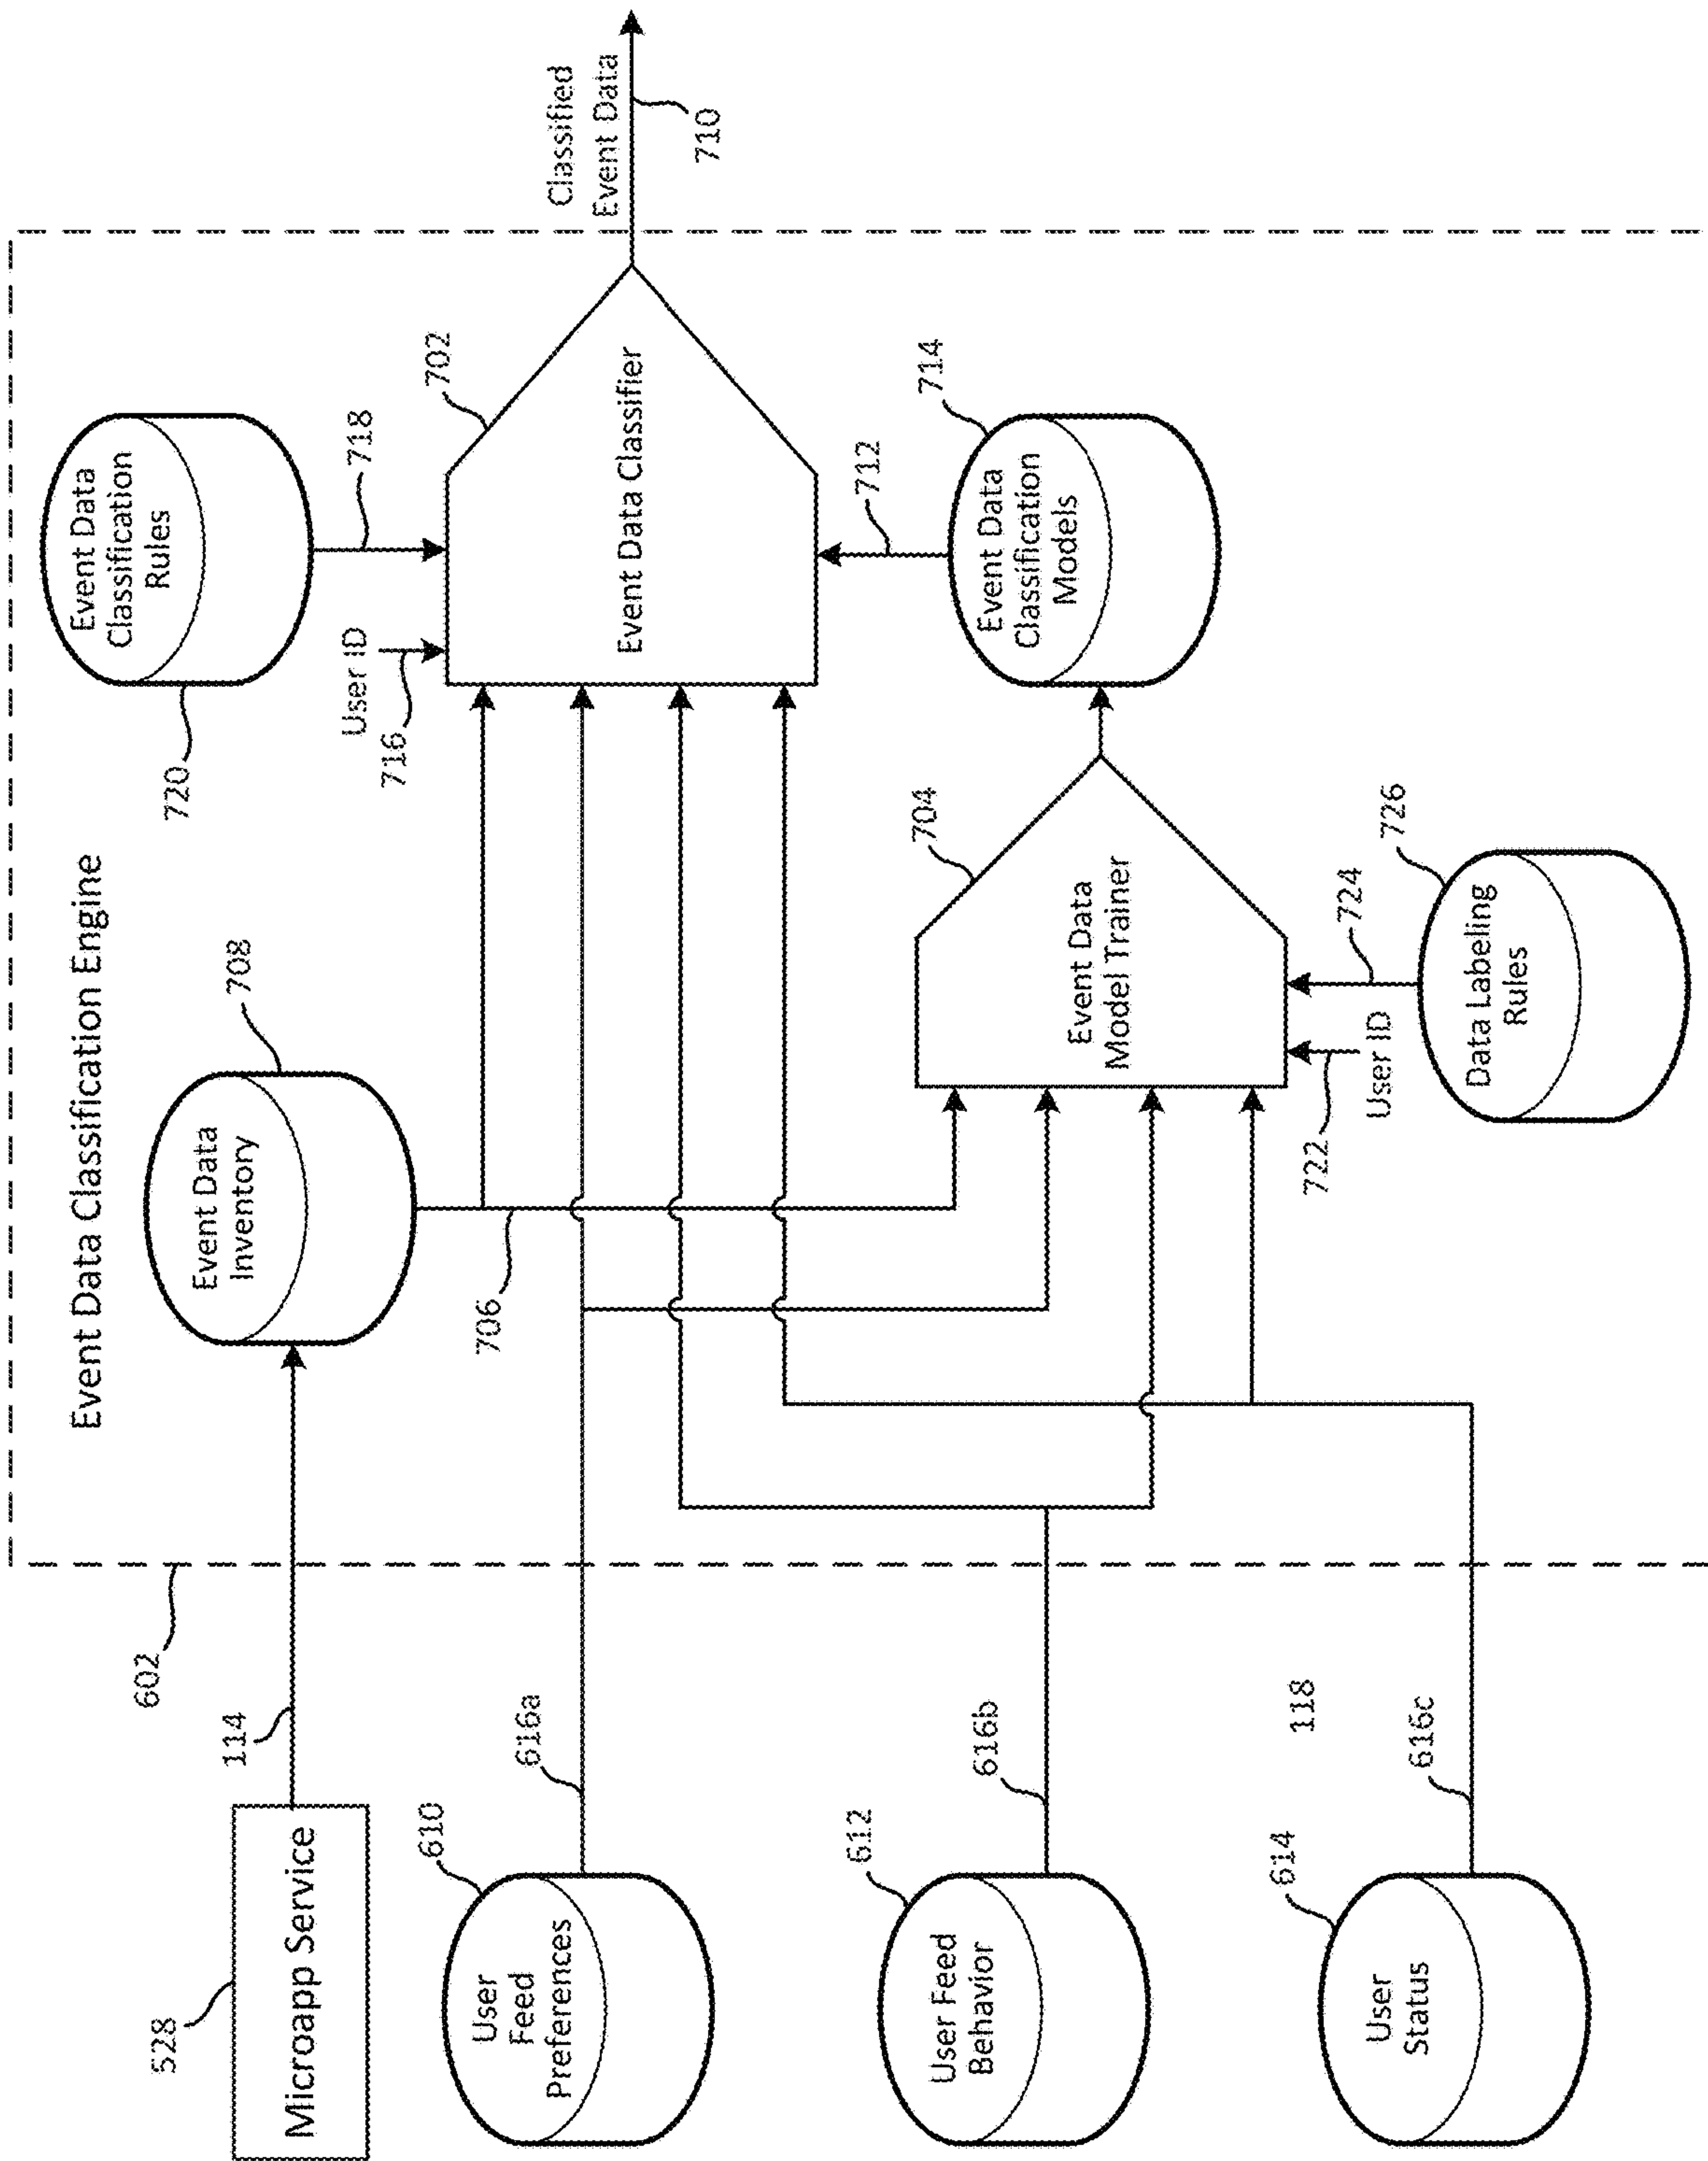 Event Data Classification Engine
602
528
Microapp Service
114
Event Data
Inventory
708
Event Data
Classification
Rules
720
718
User ID
716
702
Event Data Classifier
Classified
Event Data
710
User
Feed
Preferences
610
616a
706
712
Event Data
Classification
Models
714
User Feed
Behavior
612
616b
Event Data
Model Trainer
704
118
User
Status
614
616c
722
User ID
724
Data Labeling
Rules
726